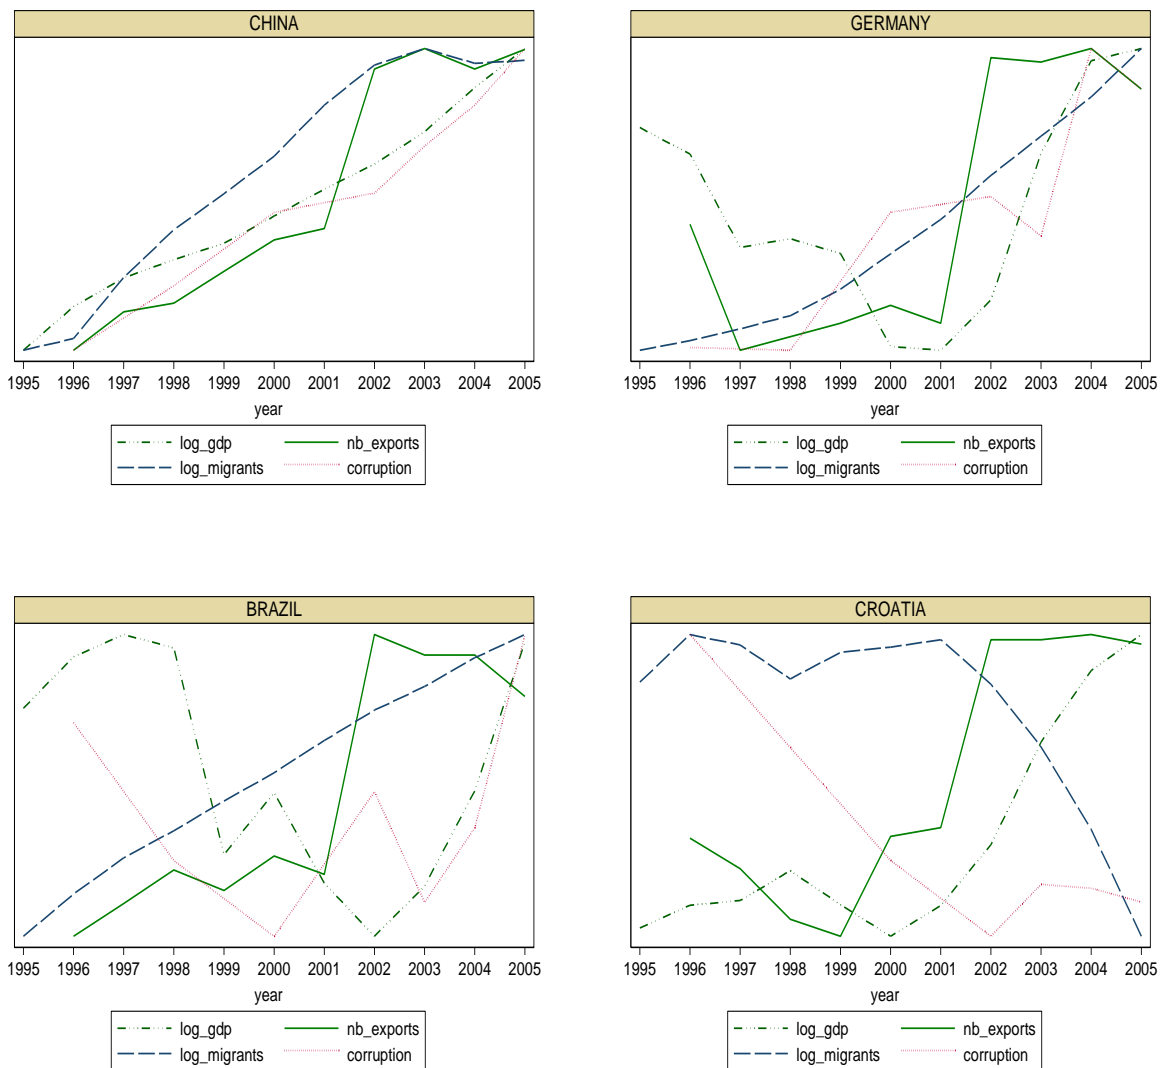 CHINA
1995 1996 1997 1998 1999 2000 2001 2002 2003 2004 2005
year
log_gdp nb_exports
log_migrants corruption
GERMANY
1995 1996 1997 1998 1999 2000 2001 2002 2003 2004 2005
year
log_gdp nb_exports
log_migrants corruption
BRAZIL
1995 1996 1997 1998 1999 2000 2001 2002 2003 2004 2005
year
log_gdp nb_exports
log_migrants corruption
CROATIA
1995 1996 1997 1998 1999 2000 2001 2002 2003 2004 2005
year
log_gdp nb_exports
log_migrants corruption